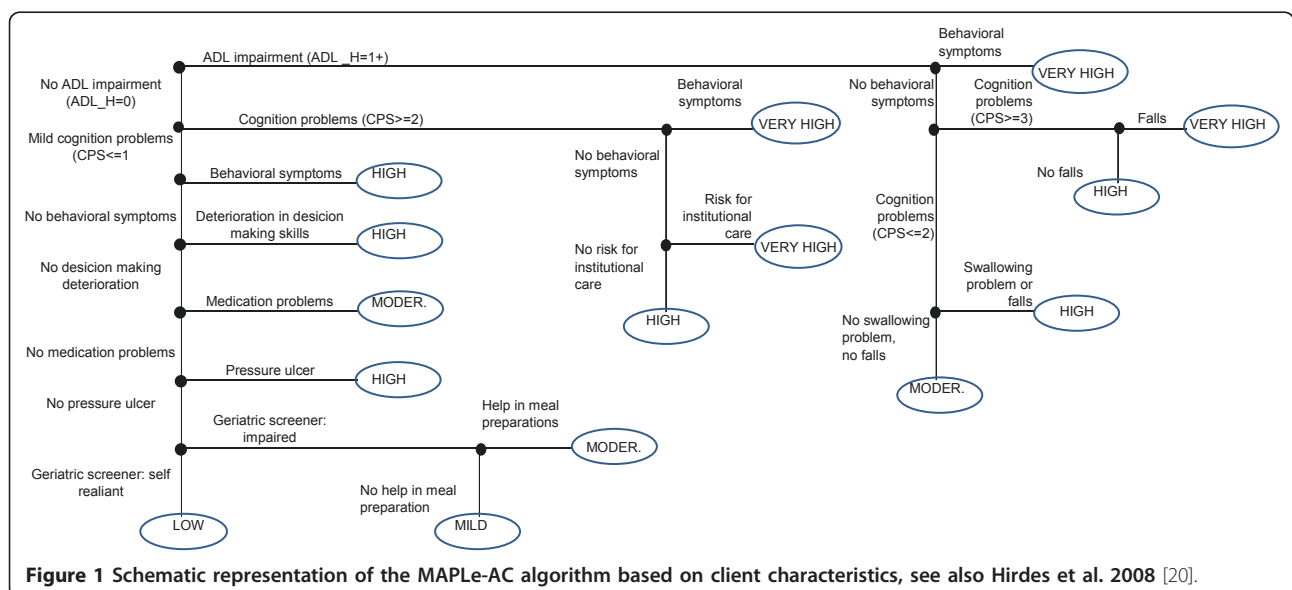 ADL impairment (ADL _H=1+)
Behavioral
symptoms
VERY HIGH
No ADL impairment
(ADL_H=0)
No behavioral
symptoms
Cognition
problems
(CPS>=3)
Falls
VERY HIGH
No falls
HIGH
Cognition
problems
(CPS<=2)
Swallowing
problem or
falls
HIGH
No swallowing
problem,
no falls
MODER.
Cognition problems (CPS>=2)
Behavioral
symptoms
VERY HIGH
No behavioral
symptoms
Risk for
institutional
care
VERY HIGH
No risk for
institutional
care
HIGH
Mild cognition problems
(CPS<=1
Behavioral symptoms
HIGH
No behavioral symptoms
Deterioration in desicion
making skills
HIGH
No desicion making
deterioration
Medication problems
MODER.
No medication problems
Pressure ulcer
HIGH
No pressure ulcer
Geriatric screener:
impaired
Help in meal
preparations
MODER.
Geriatric screener: self
realiant
No help in meal
preparation
LOW
MILD
Figure 1 Schematic representation of the MAPLe-AC algorithm based on client characteristics, see also Hirdes et al. 2008 [20].